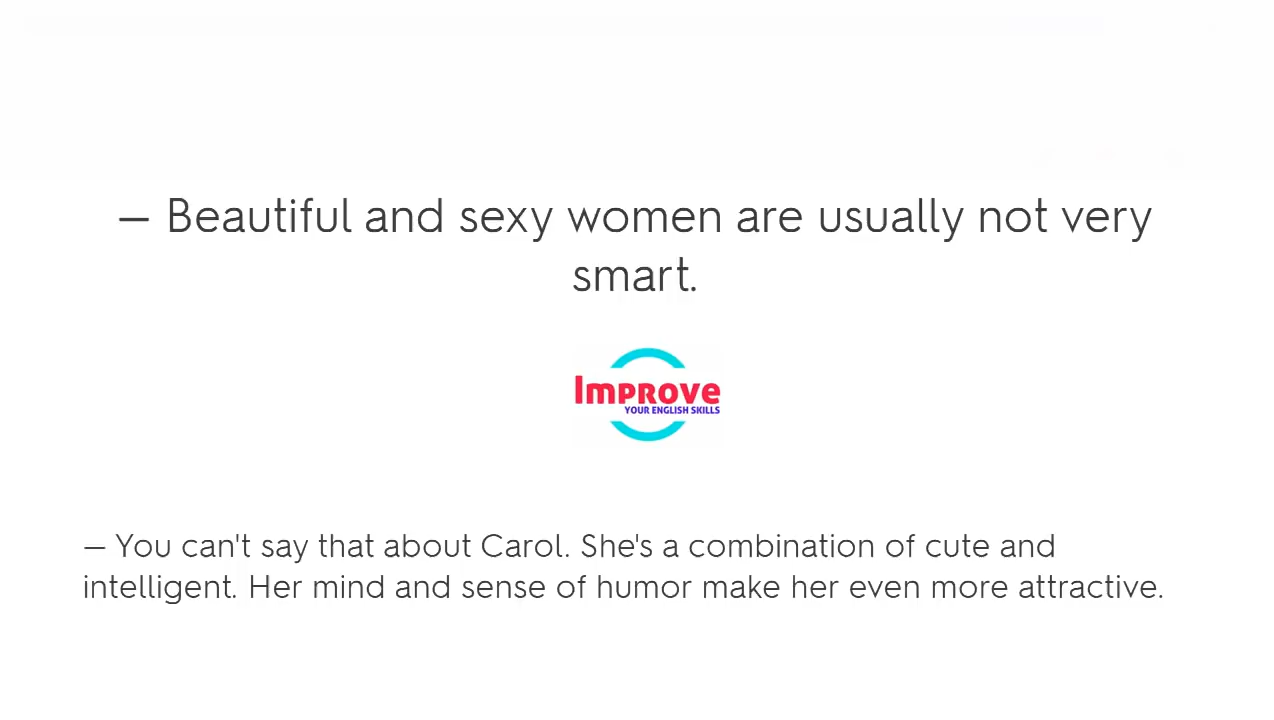 — Beautiful and sexy women are usually not very
smart.
Improve
YOUR ENGLISH SKILLS
— You can't say that about Carol. She's a combination of cute and
intelligent. Her mind and sense of humor make her even more attractive.